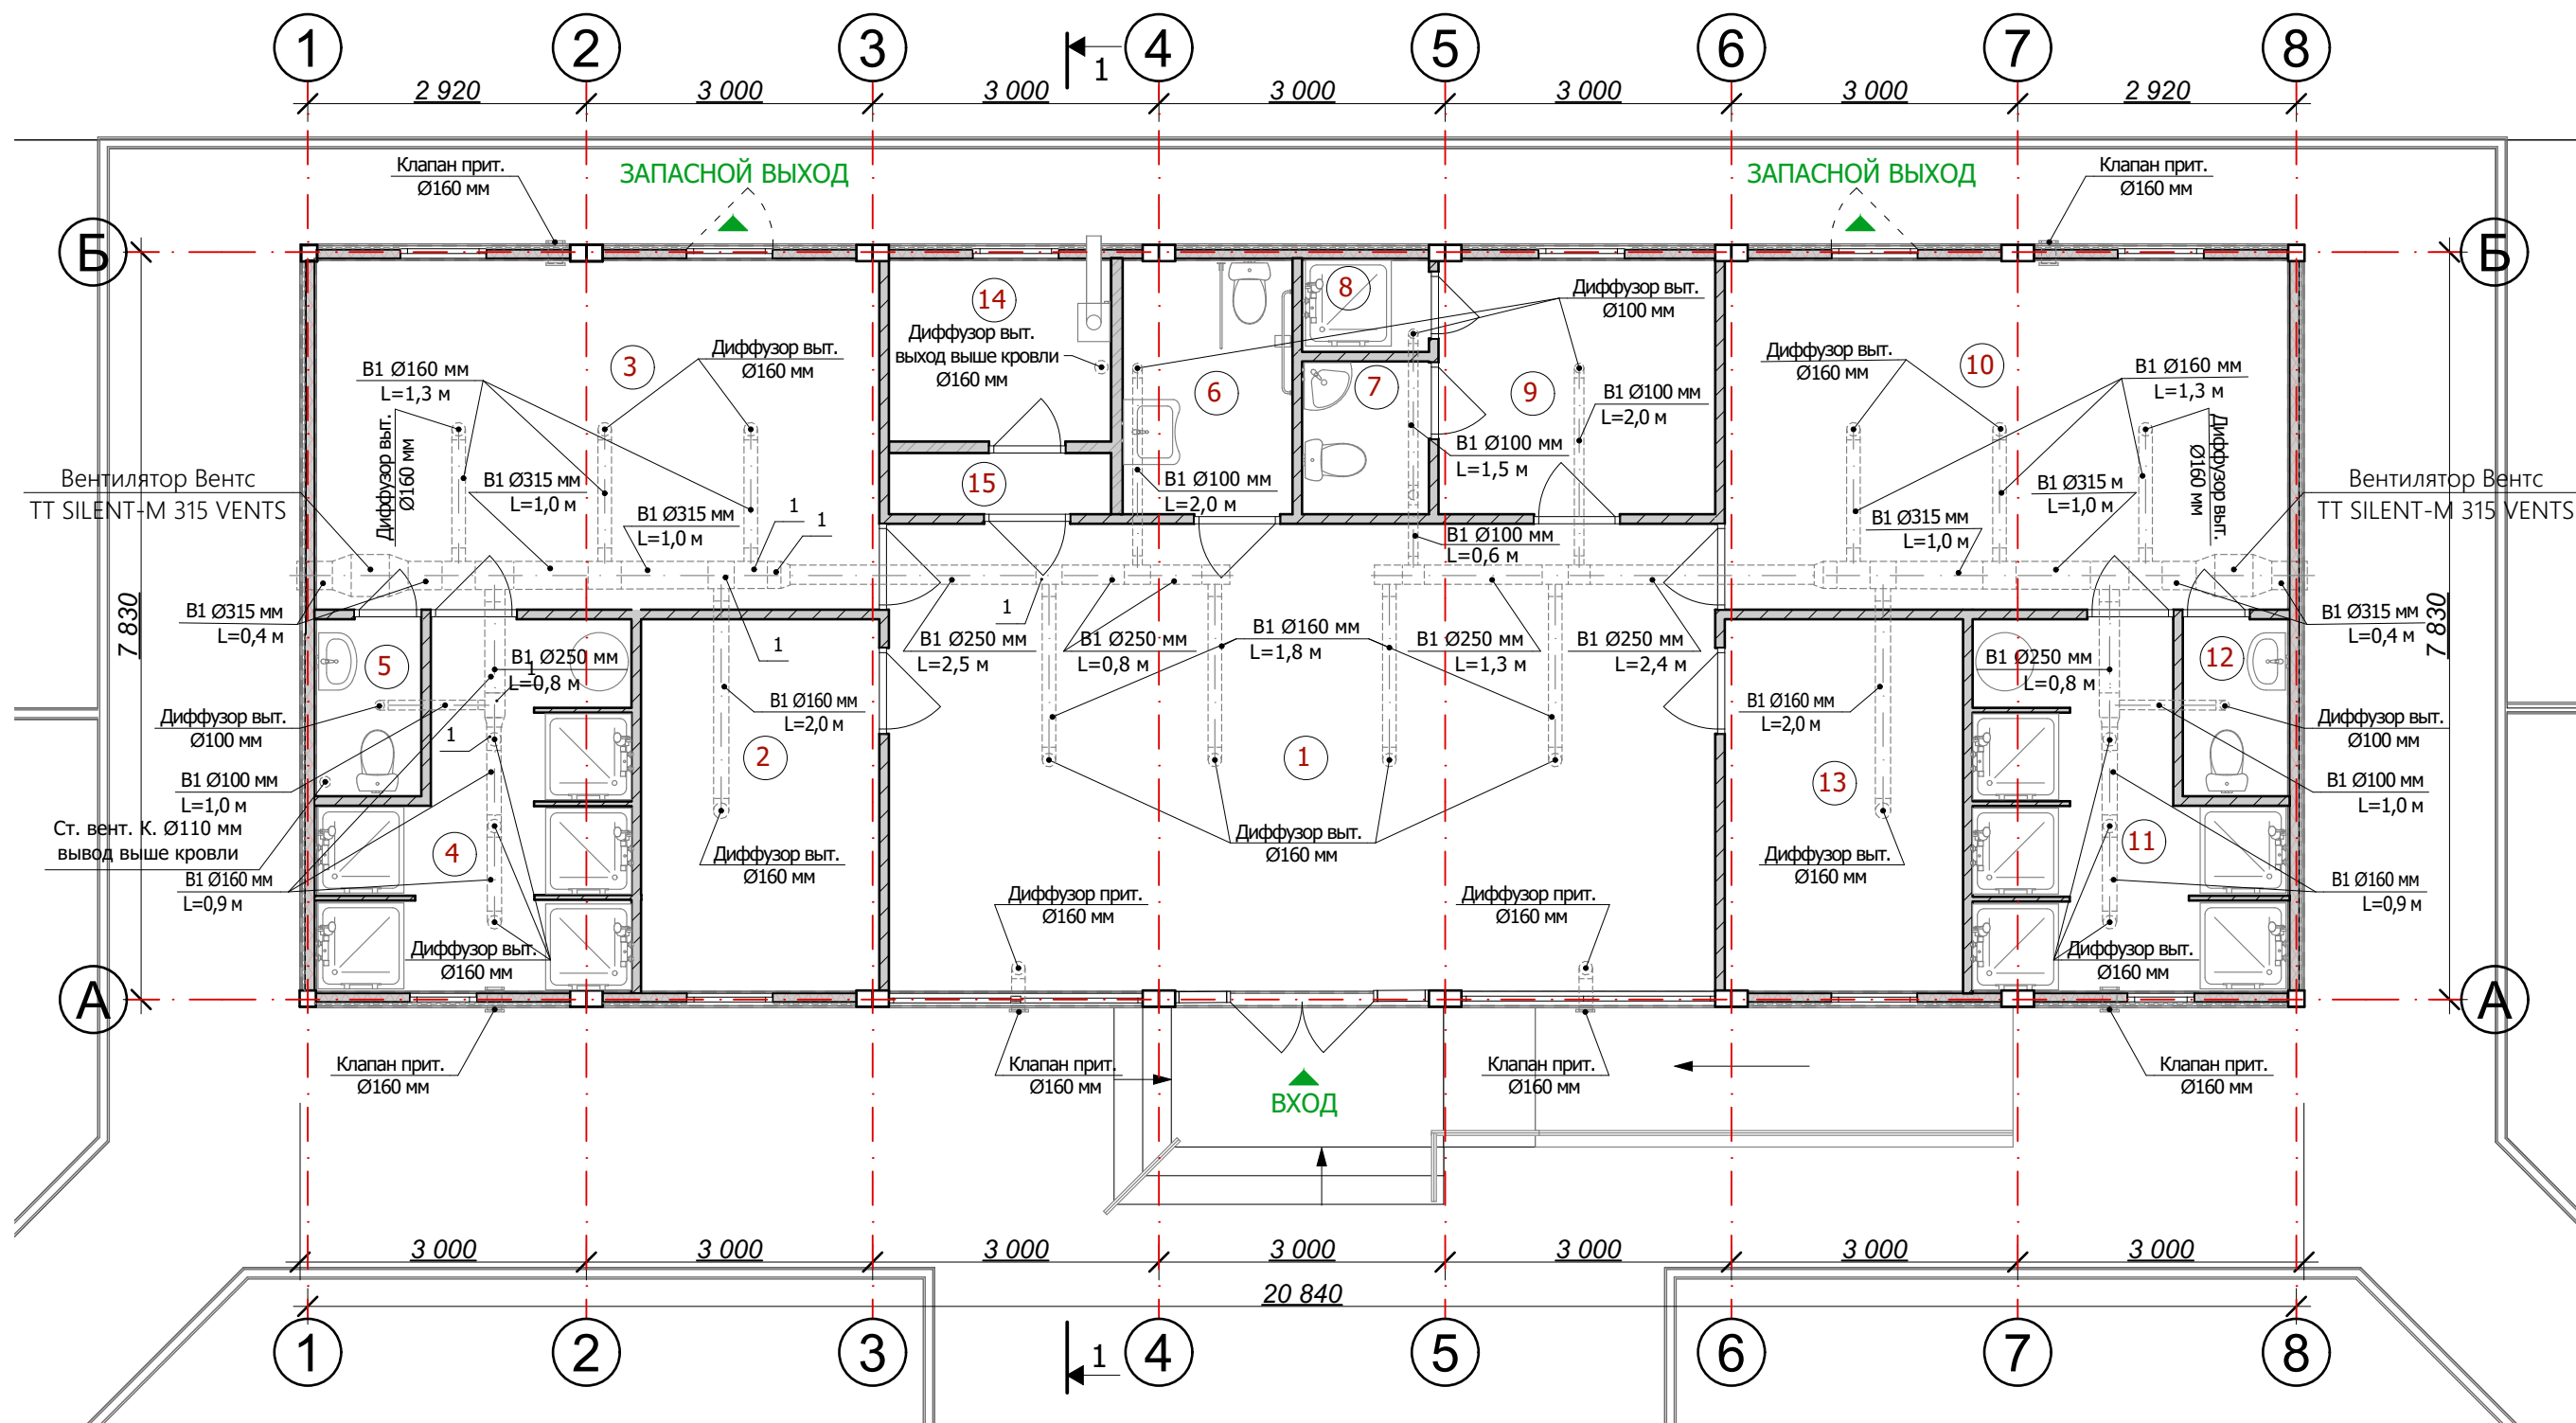 1 2 3 1 4 5 6 7 8
2 920 3 000 3 000 3 000 3 000 3 000 2 920
Клапан прит.
Ø160 мм
ЗАПАСНОЙ ВЫХОД
ЗАПАСНОЙ ВЫХОД
Клапан прит.
Ø160 мм
Б
Б
7 830
7 830
14
Диффузор выт.
выход выше кровли
Ø160 мм
8
Диффузор выт.
Ø100 мм
3
Диффузор выт.
Ø160 мм
В1 Ø160 мм
L=1,3 м
Диффузор выт.
Ø160 мм
6
7
9
В1 Ø100 мм
L=2,0 м
Диффузор выт.
Ø160 мм
10
В1 Ø160 мм
L=1,3 м
Диффузор выт.
Ø160 мм
Вентилятор Вентс
TT SILENT-M 315 VENTS
В1 Ø315 мм
L=1,0 м
В1 Ø315 мм
L=1,0 м
1
1
15
В1 Ø100 мм
L=2,0 м
В1 Ø100 мм
L=1,5 м
В1 Ø100 мм
L=0,6 м
В1 Ø315 м
L=1,0 м
В1 Ø315 мм
L=1,0 м
Вентилятор Вентс
TT SILENT-M 315 VENTS
В1 Ø315 мм
L=0,4 м
5
В1 Ø250 мм
L=0,8 м
1
1
1
1
В1 Ø250 мм
L=2,5 м
В1 Ø250 мм
L=0,8 м
В1 Ø160 мм
L=1,8 м
В1 Ø250 мм
L=1,3 м
В1 Ø250 мм
L=2,4 м
В1 Ø250 мм
L=0,8 м
12
В1 Ø315 мм
L=0,4 м
Диффузор выт.
Ø100 мм
В1 Ø160 мм
L=2,0 м
2
1
В1 Ø160 мм
L=2,0 м
13
Диффузор выт.
Ø100 мм
В1 Ø100 мм
L=1,0 м
В1 Ø100 мм
L=1,0 м
Ст. вент. К. Ø110 мм
вывод выше кровли
4
Диффузор выт.
Ø160 мм
Диффузор выт.
Ø160 мм
Диффузор выт.
Ø160 мм
11
В1 Ø160 мм
L=0,9 м
В1 Ø160 мм
L=0,9 м
Диффузор прит.
Ø160 мм
Диффузор прит.
Ø160 мм
Диффузор выт.
Ø160 мм
Диффузор выт.
Ø160 мм
А
А
Клапан прит.
Ø160 мм
Клапан прит.
Ø160 мм
Клапан прит.
Ø160 мм
Клапан прит.
Ø160 мм
ВХОД
3 000 3 000 3 000 3 000 3 000 3 000 3 000
20 840
1 2 3 1 4 5 6 7 8